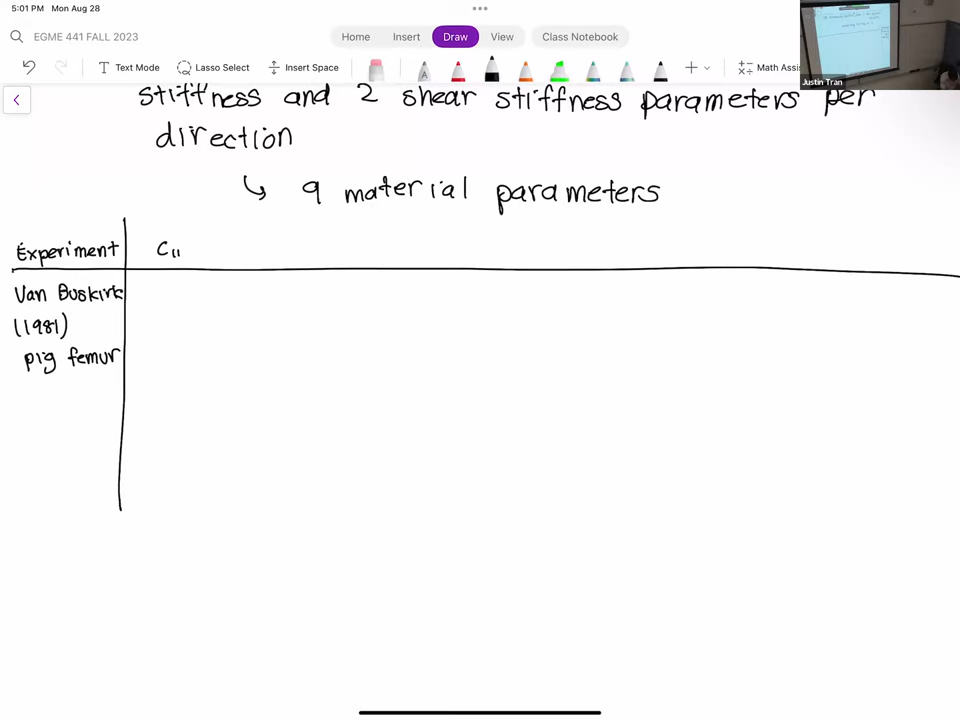 5:01 PM Mon Aug 28
EGME 441 FALL 2023
Home Insert Draw View Class Notebook
Text Mode Lasso Select Insert Space Math Assis
Justin Tran
stiffness and 2 shear stiffness parameters per
direction
↳ 9 material parameters
Experiment C₁₁
Van Buskirk
(1981)
pig femur